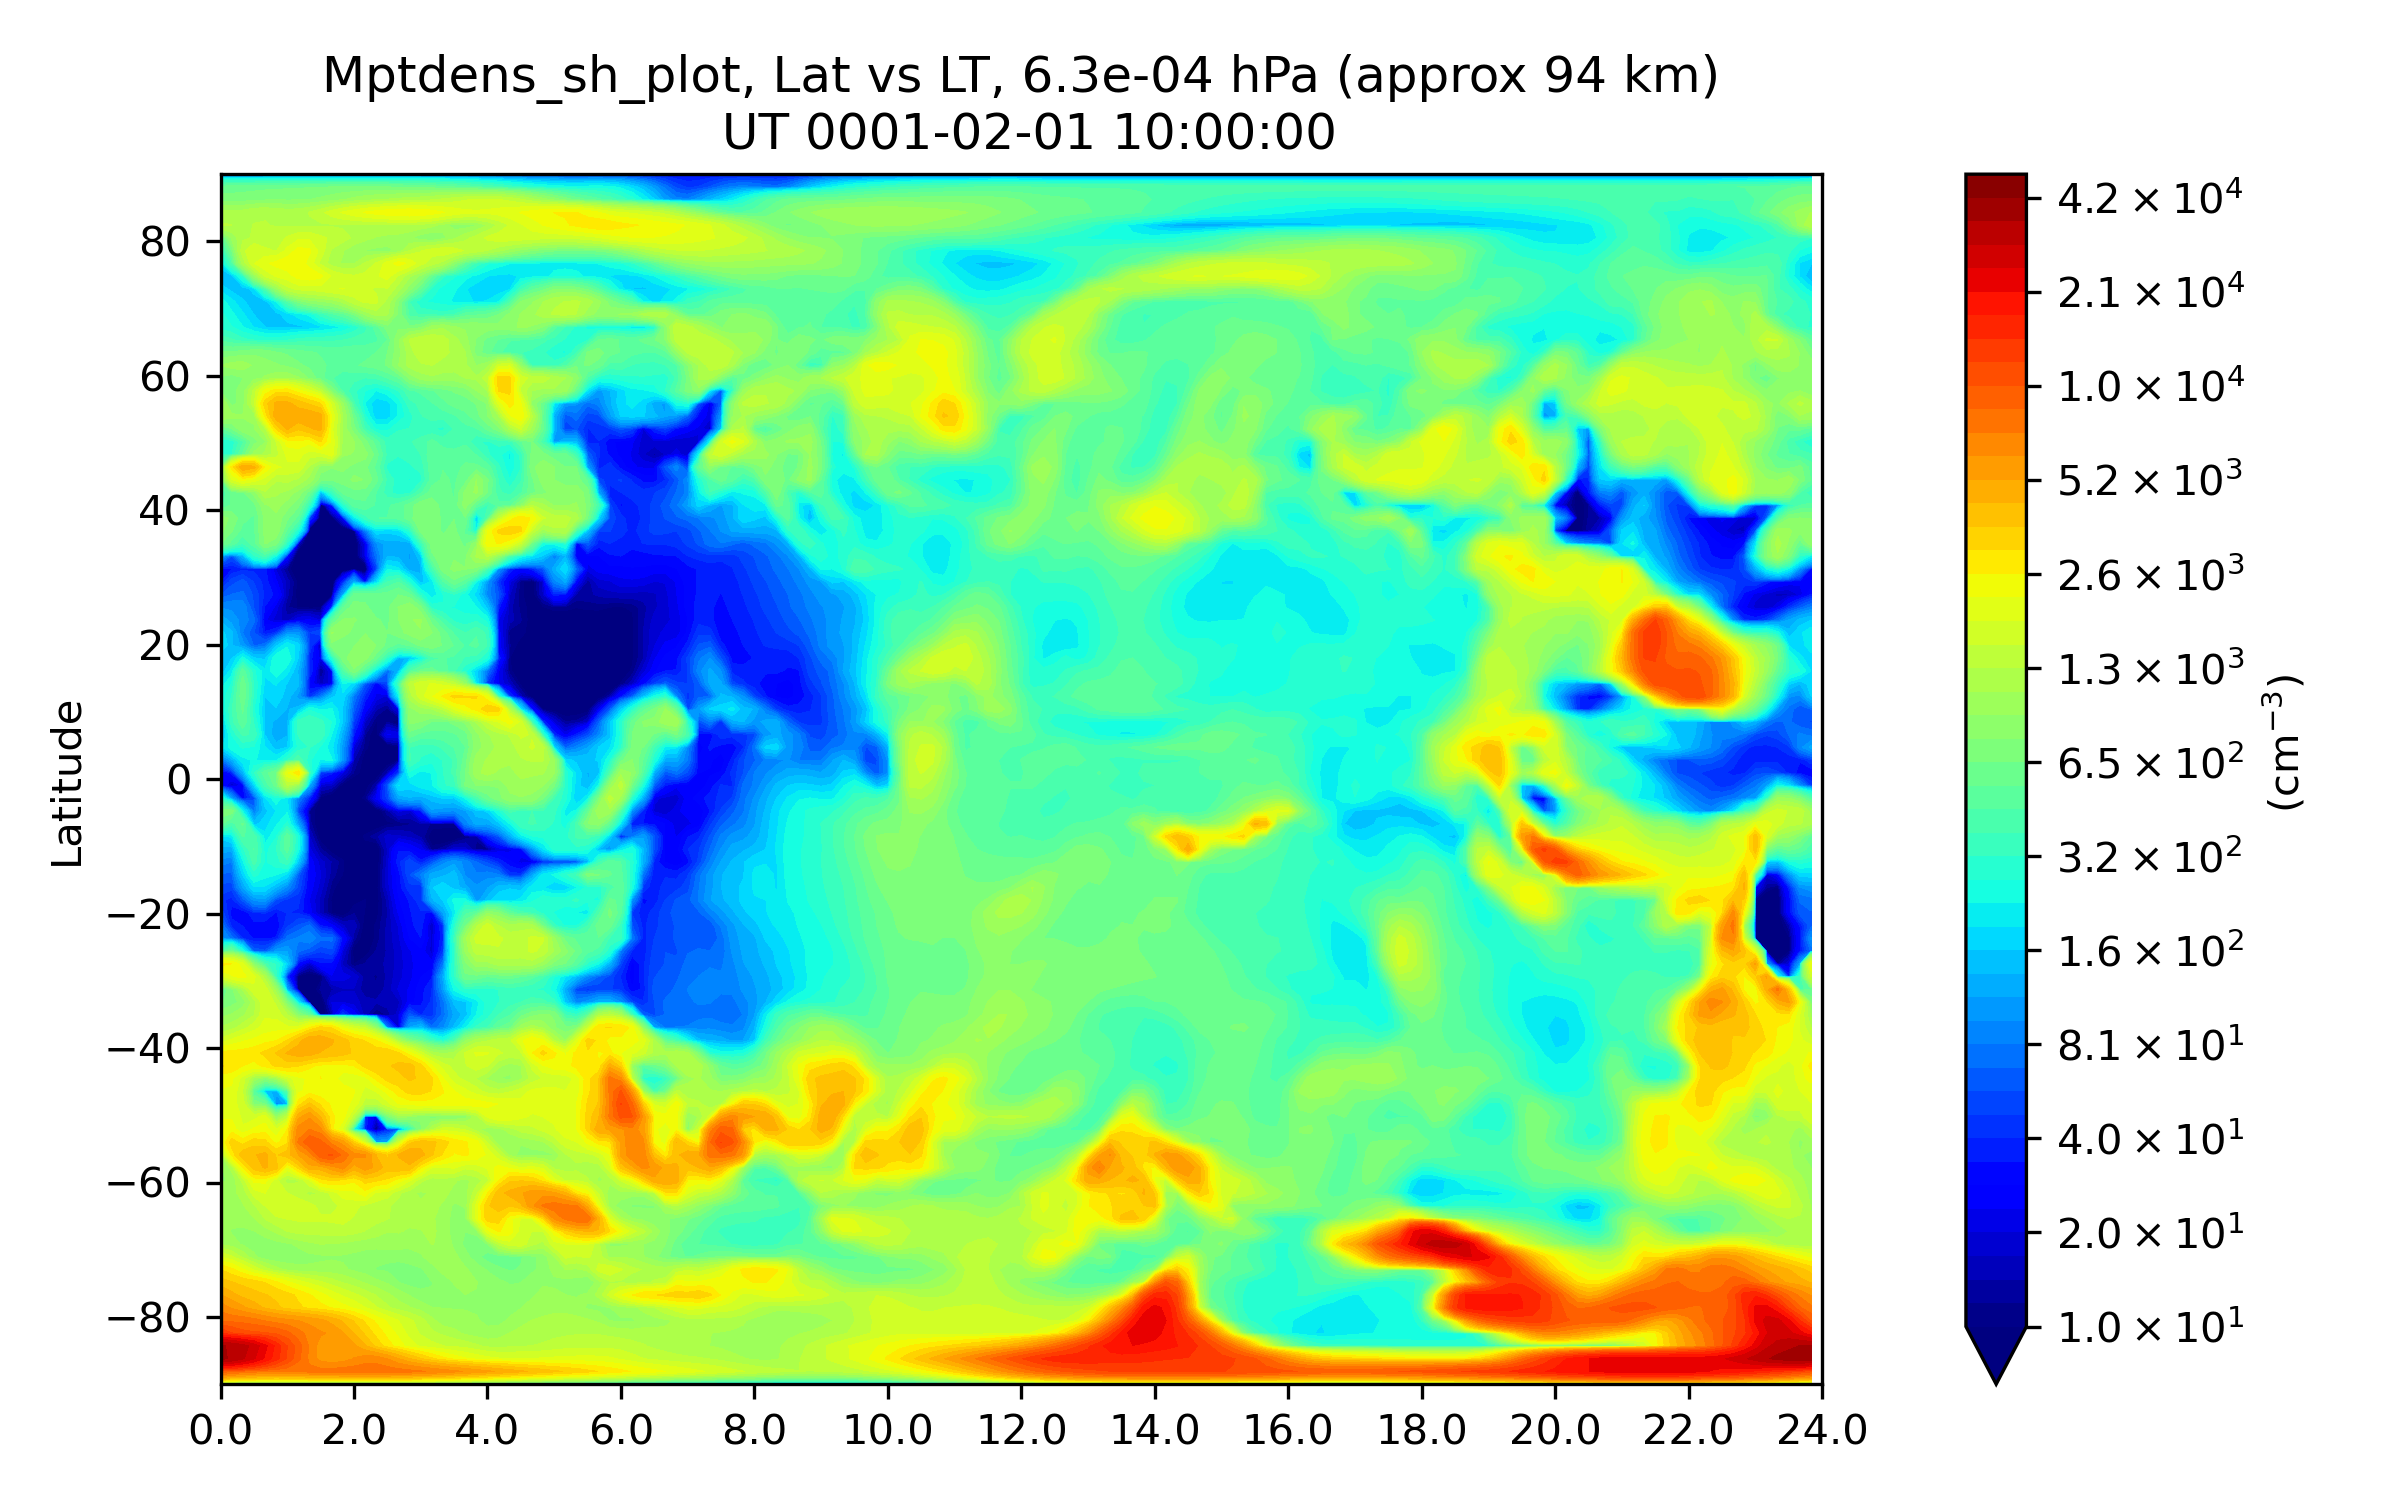 Mptdens_sh_plot, Lat vs LT, 6.3e-04 hPa (approx 94 km)
UT 0001-02-01 10:00:00
Latitude
80
60
40
20
0
−20
−40
−60
−80
0.0 2.0 4.0 6.0 8.0 10.0 12.0 14.0 16.0 18.0 20.0 22.0 24.0
4.2 × 10⁴
2.1 × 10⁴
1.0 × 10⁴
5.2 × 10³
2.6 × 10³
1.3 × 10³
6.5 × 10²
3.2 × 10²
1.6 × 10²
8.1 × 10¹
4.0 × 10¹
2.0 × 10¹
1.0 × 10¹
(cm⁻³)